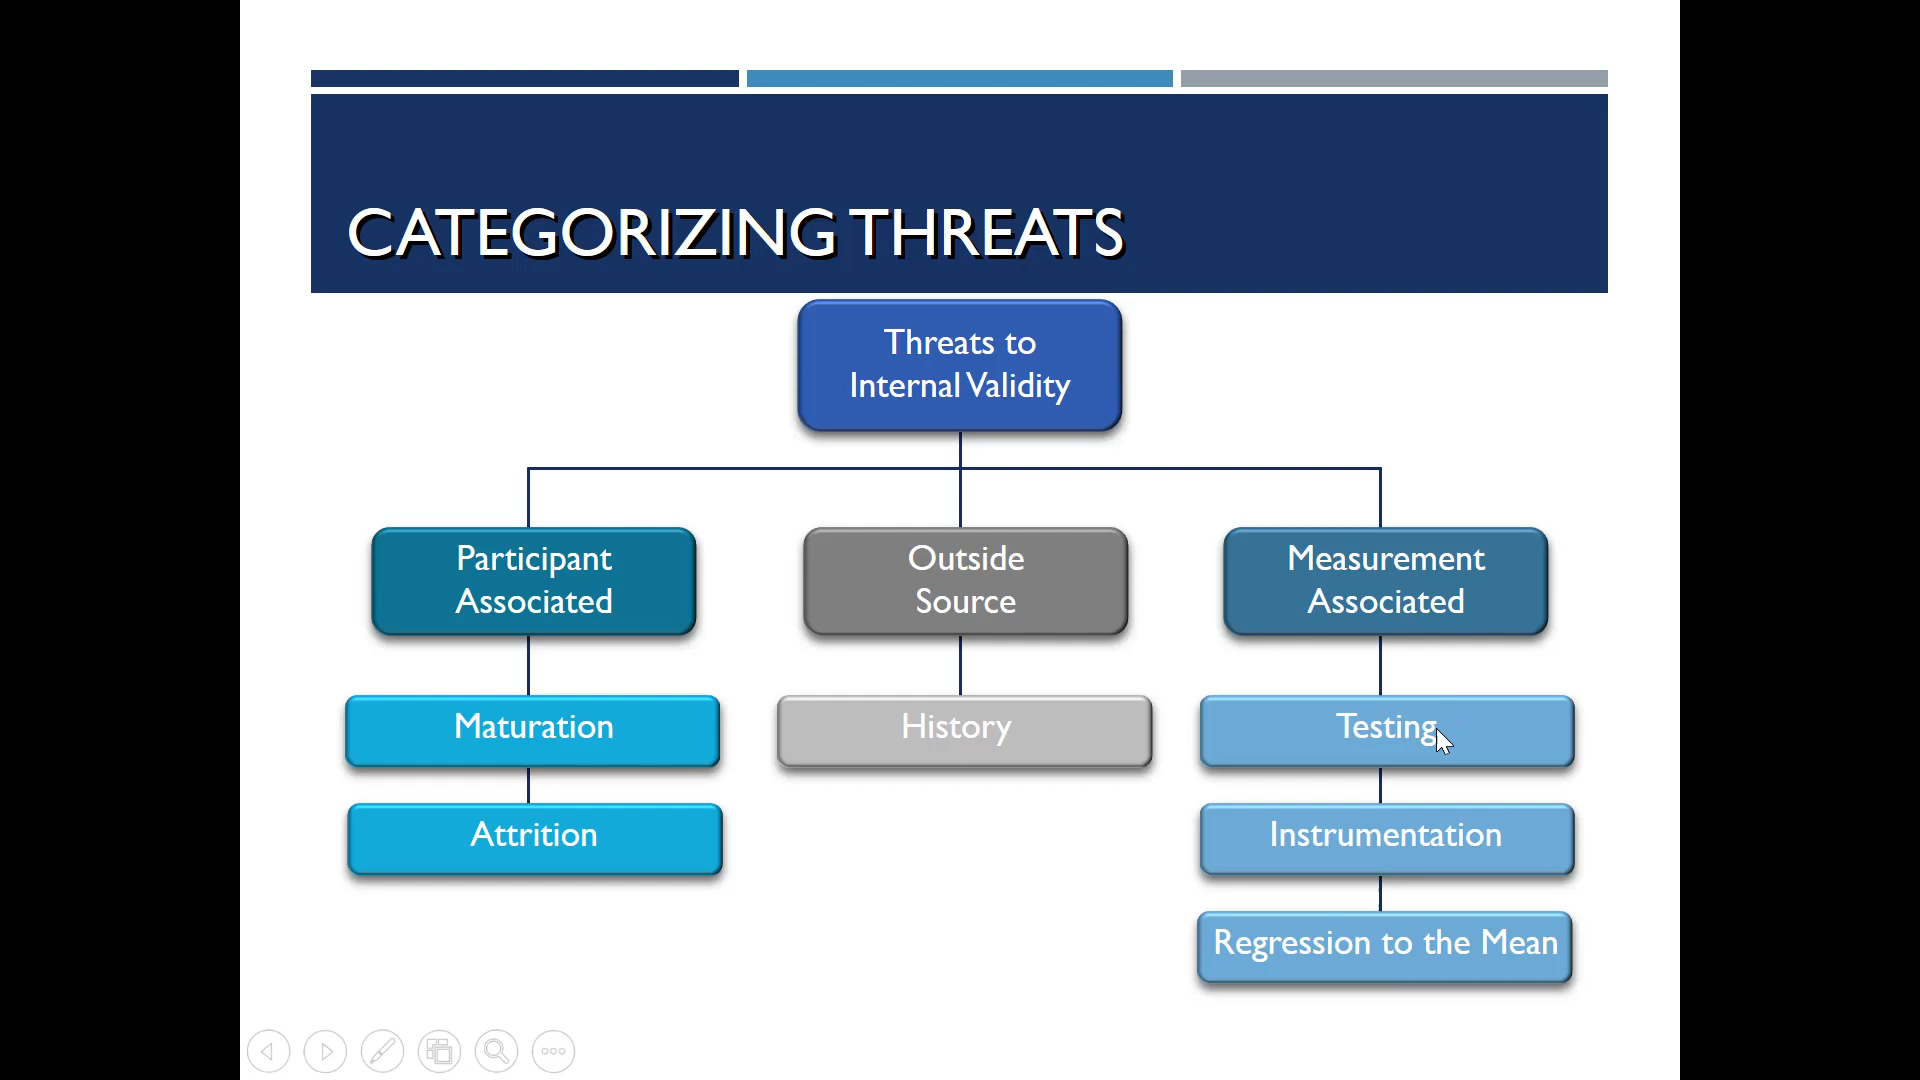 CATEGORIZING THREATS
Threats to
Internal Validity
Participant
Associated
Outside
Source
Measurement
Associated
Maturation
History
Testing
Attrition
Instrumentation
Regression to the Mean